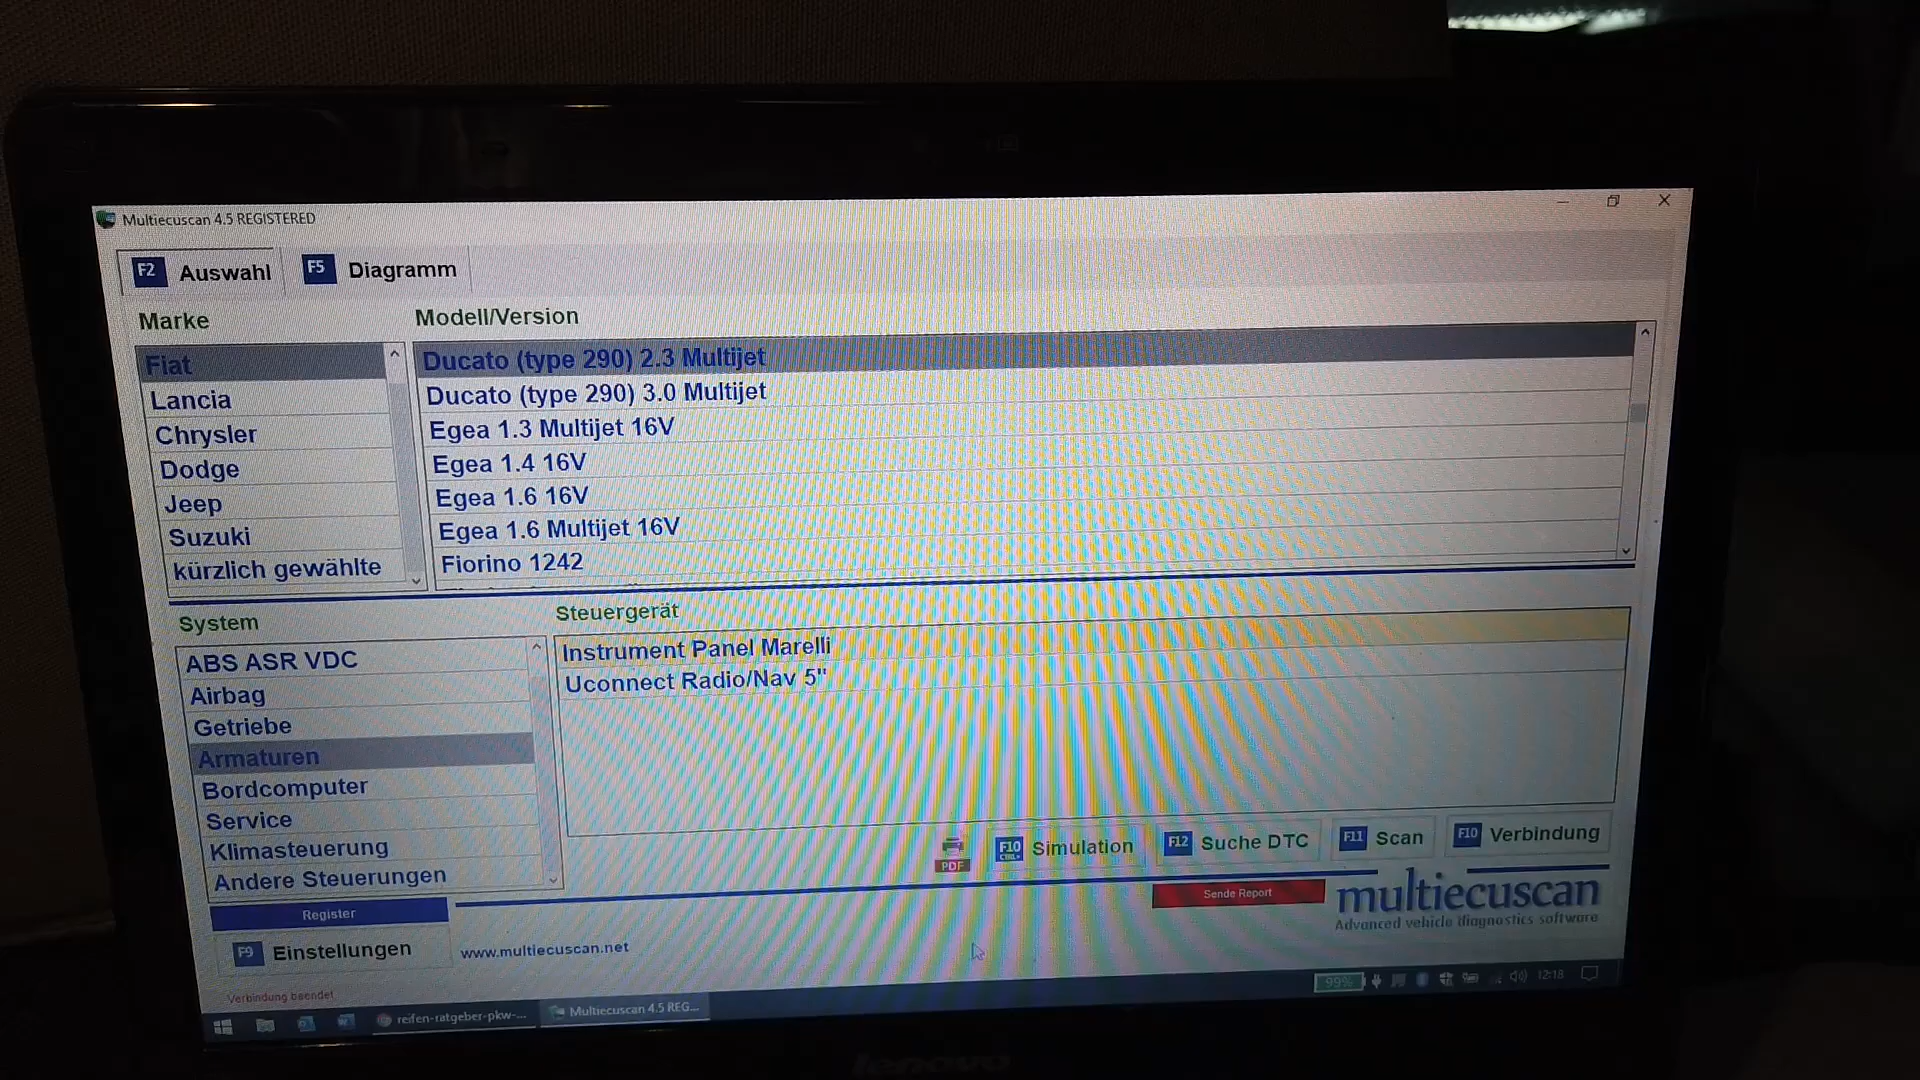 Multiecuscan 4.5 REGISTERED
F2 Auswahl
F5 Diagramm
Marke
Modell/Version
Fiat
Lancia
Chrysler
Dodge
Jeep
Suzuki
kürzlich gewählte
Ducato (type 290) 2.3 Multijet
Ducato (type 290) 3.0 Multijet
Egea 1.3 Multijet 16V
Egea 1.4 16V
Egea 1.6 16V
Egea 1.6 Multijet 16V
Fiorino 1242
System
Steuergerät
ABS ASR VDC
Airbag
Getriebe
Armaturen
Bordcomputer
Service
Klimasteuerung
Andere Steuerungen
Instrument Panel Marelli
Uconnect Radio/Nav 5"
PDF
F10 Simulation
F12 Suche DTC
F11 Scan
F10 Verbindung
Register
Sende Report
multiecuscan
Advanced vehicle diagnostics software
F9 Einstellungen
www.multiecuscan.net
Verbindung beendet
reifen-ratgeber-pkw-...
Multiecuscan 4.5 REG...
99%
12:18
lenovo